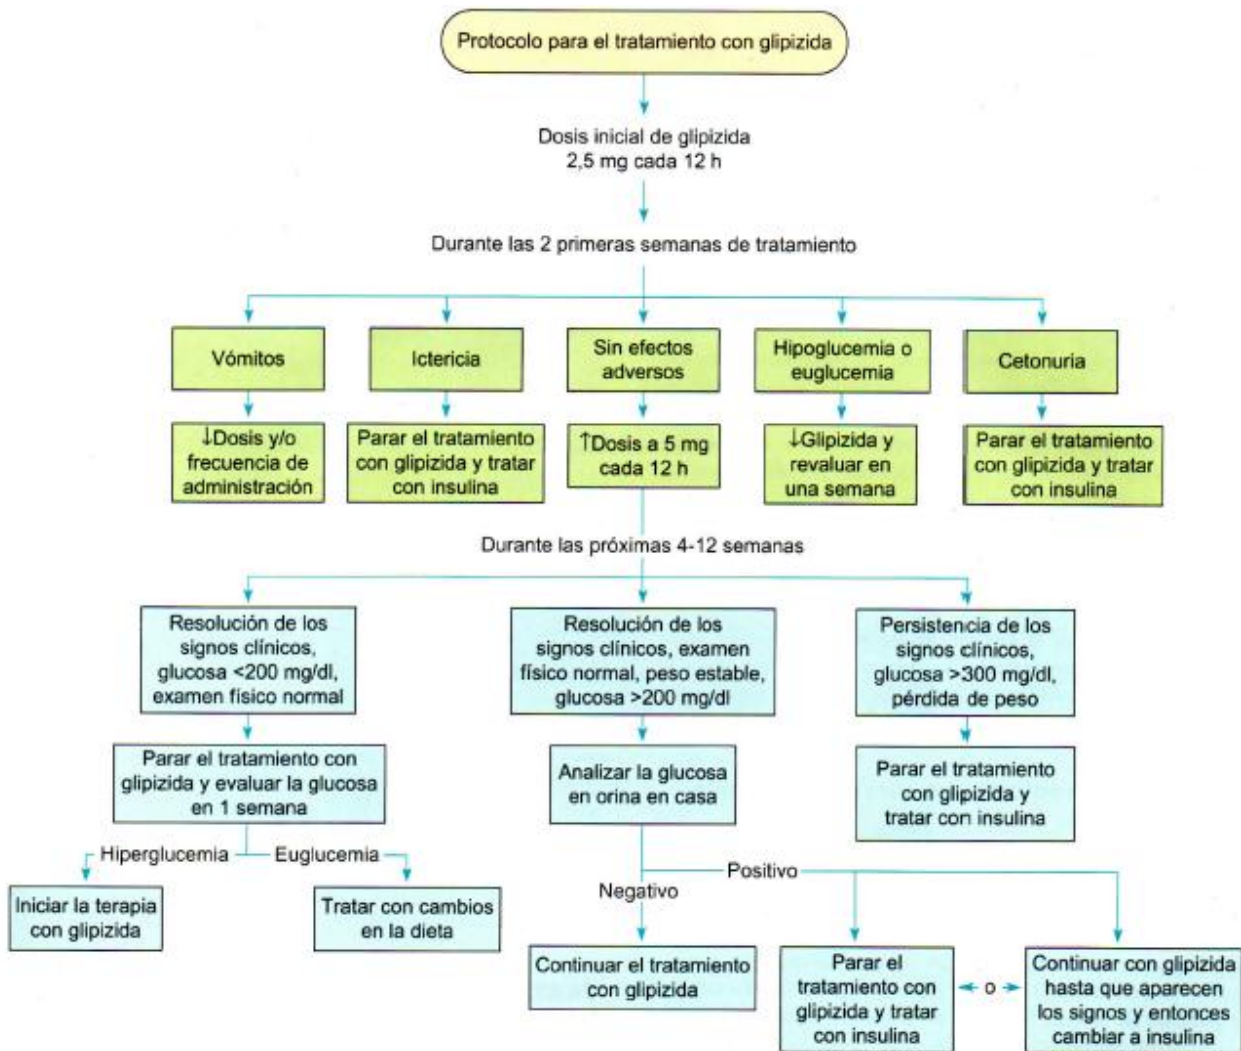 Protocolo para el tratamiento con glipizida
Dosis inicial de glipizida
2,5 mg cada 12 h
Durante las 2 primeras semanas de tratamiento
Vómitos
Ictericia
Sin efectos
adversos
Hipoglucemia o
euglucemia
Cetonuria
↓Dosis y/o
frecuencia de
administración
Parar el tratamiento
con glipizida y tratar
con insulina
↑Dosis a 5 mg
cada 12 h
↓Glipizida y
revaluar en
una semana
Parar el tratamiento
con glipizida y tratar
con insulina
Durante las próximas 4-12 semanas
Resolución de los
signos clínicos,
glucosa <200 mg/dl,
examen físico normal
Resolución de los
signos clínicos, examen
físico normal, peso estable,
glucosa >200 mg/dl
Persistencia de los
signos clínicos,
glucosa >300 mg/dl,
pérdida de peso
Parar el tratamiento con
glipizida y evaluar la glucosa
en 1 semana
Analizar la glucosa
en orina en casa
Parar el tratamiento
con glipizida y
tratar con insulina
Hiperglucemia
Euglucemia
Negativo
Positivo
Iniciar la terapia
con glipizida
Tratar con cambios
en la dieta
Continuar el tratamiento
con glipizida
Parar el
tratamiento con
glipizida y tratar
con insulina
o
Continuar con glipizida
hasta que aparecen
los signos y entonces
cambiar a insulina